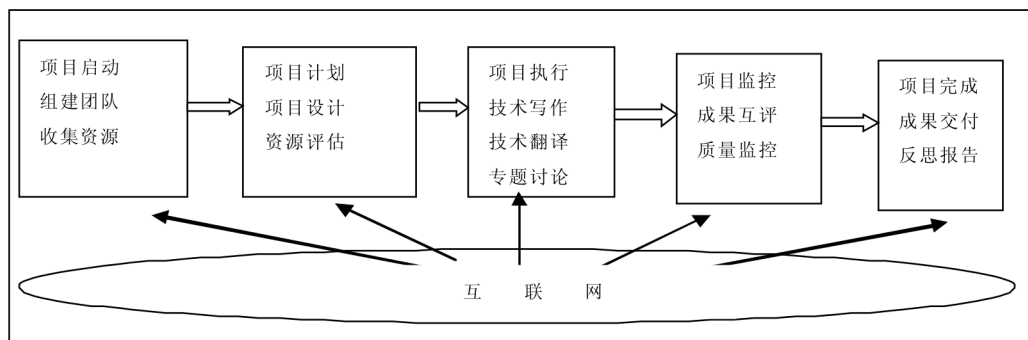 项目启动
组建团队
收集资源
项目计划
项目设计
资源评估
项目执行
技术写作
技术翻译
专题讨论
项目监控
成果互评
质量监控
项目完成
成果交付
反思报告
互 联 网